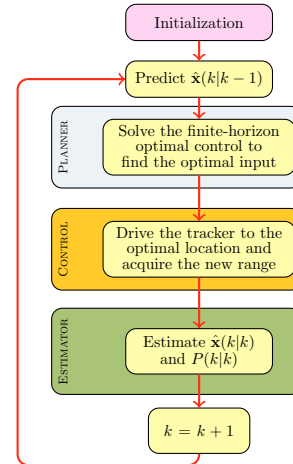 Initialization
Predict x̂(k|k − 1)
PLANNER
Solve the finite-horizon
optimal control to
find the optimal input
CONTROL
Drive the tracker to the
optimal location and
acquire the new range
ESTIMATOR
Estimate x̂(k|k)
and P(k|k)
k = k + 1